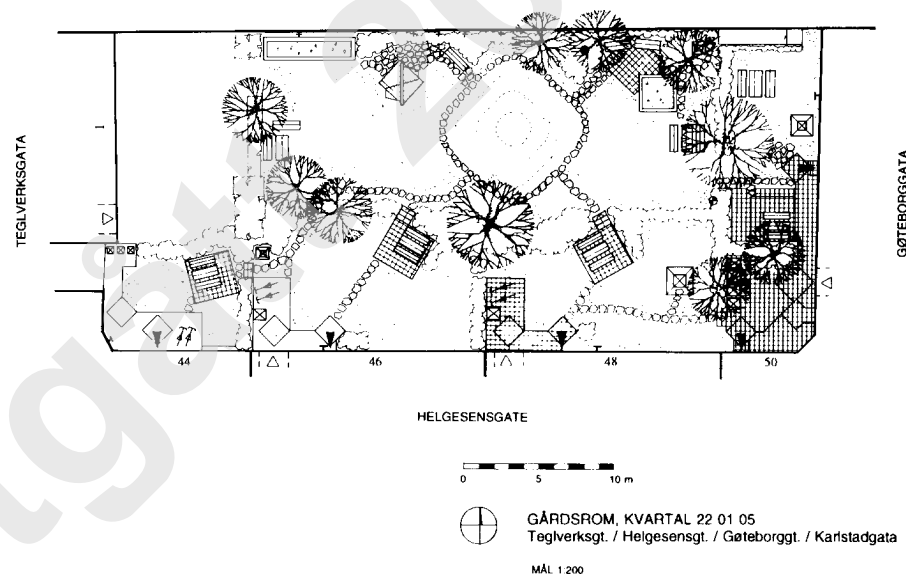 TEGLVERKSGATA
GØTEBORGGATA
44
46
48
50
HELGESENSGATE
0 5 10 m
GÅRDSROM, KVARTAL 22 01 05
Teglverksgt. / Helgesensgt. / Gøteborggt. / Karlstadgata
MÅL 1:200